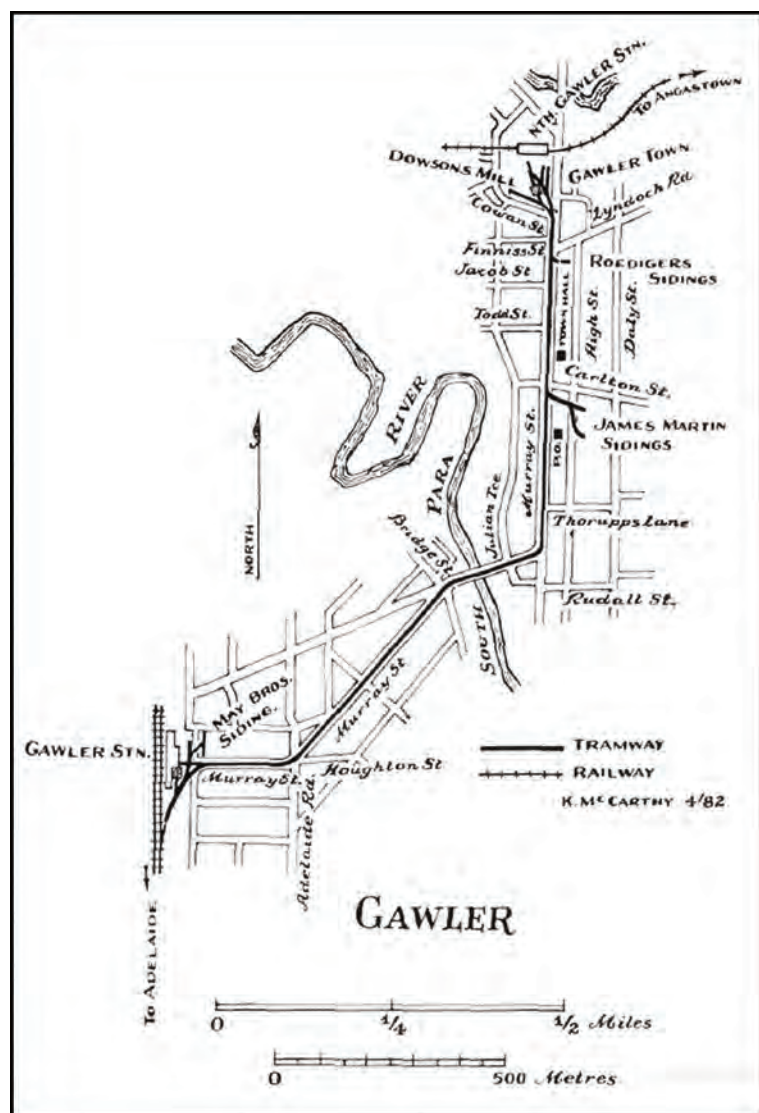 NTH. GAWLER STN.
TO ANGASTOWN
DOWSONS MILL
GAWLER TOWN
Cowan St.
Lyndoch Rd
Finniss St
ROEDIGERS
SIDINGS
Jacob St
TOWN HALL
High St.
Daly St.
Todd St.
Carlton St.
JAMES MARTIN
SIDINGS
P.O.
RIVER
PARA
SOUTH
Murray St.
Julian Tce
Thorupps Lane
Bridge St
Rudall St.
NORTH
MAY BROS.
SIDING.
Murray St
GAWLER STN.
Murray St.
Houghton St
Adelaide Rd.
TRAMWAY
RAILWAY
K. McCARTHY 4/82
TO ADELAIDE
GAWLER
0 1/4 1/2 Miles
0 500 Metres